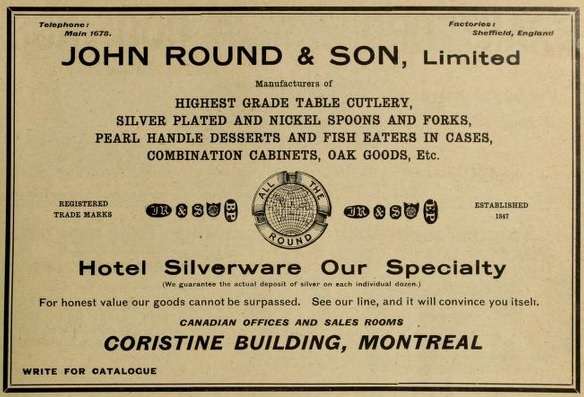 Telephone: Factories:
Main 1678. Sheffield, England
JOHN ROUND & SON, Limited
Manufacturers of
HIGHEST GRADE TABLE CUTLERY,
SILVER PLATED AND NICKEL SPOONS AND FORKS,
PEARL HANDLE DESSERTS AND FISH EATERS IN CASES,
COMBINATION CABINETS, OAK GOODS, Etc.
REGISTERED
TRADE MARKS
JR & S BP
ALL THE
ROUND
JR & S EP
ESTABLISHED
1847
Hotel Silverware Our Specialty
(We guarantee the actual deposit of silver on each individual dozen.)
For honest value our goods cannot be surpassed. See our line, and it will convince you itself.
CANADIAN OFFICES AND SALES ROOMS
CORISTINE BUILDING, MONTREAL
WRITE FOR CATALOGUE